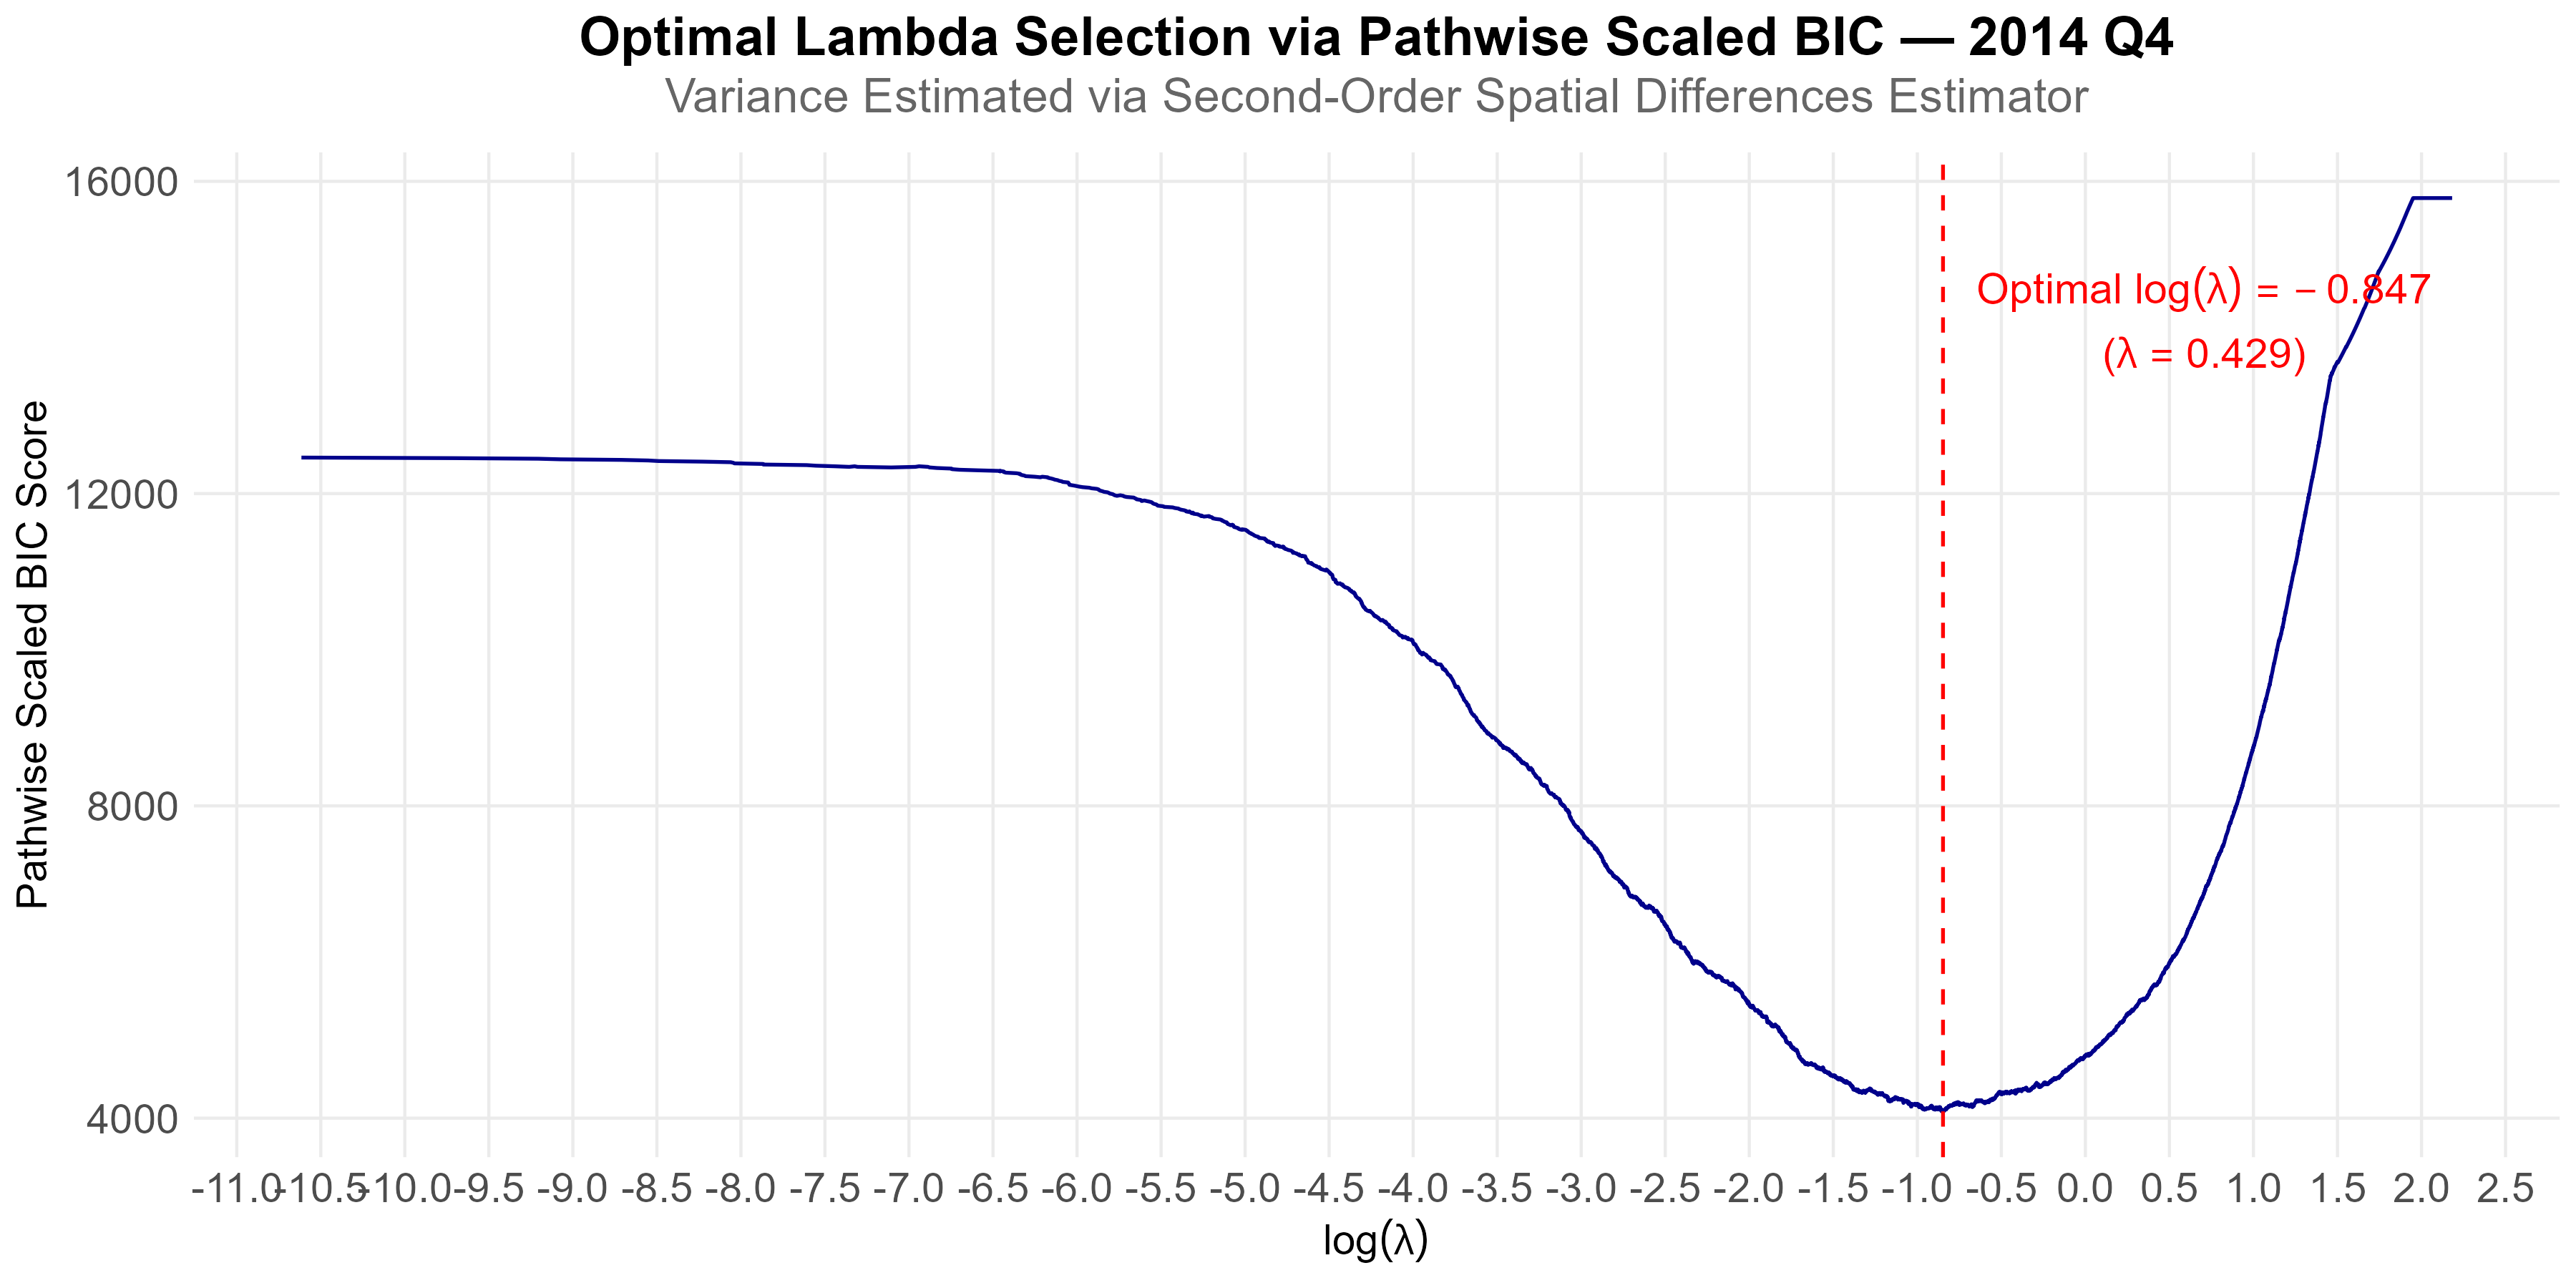 Optimal Lambda Selection via Pathwise Scaled BIC — 2014 Q4
Variance Estimated via Second-Order Spatial Differences Estimator
Pathwise Scaled BIC Score
16000
12000
8000
4000
Optimal log(λ) = − 0.847
(λ = 0.429)
-11.0 -10.5 -10.0 -9.5 -9.0 -8.5 -8.0 -7.5 -7.0 -6.5 -6.0 -5.5 -5.0 -4.5 -4.0 -3.5 -3.0 -2.5 -2.0 -1.5 -1.0 -0.5 0.0 0.5 1.0 1.5 2.0 2.5
log(λ)